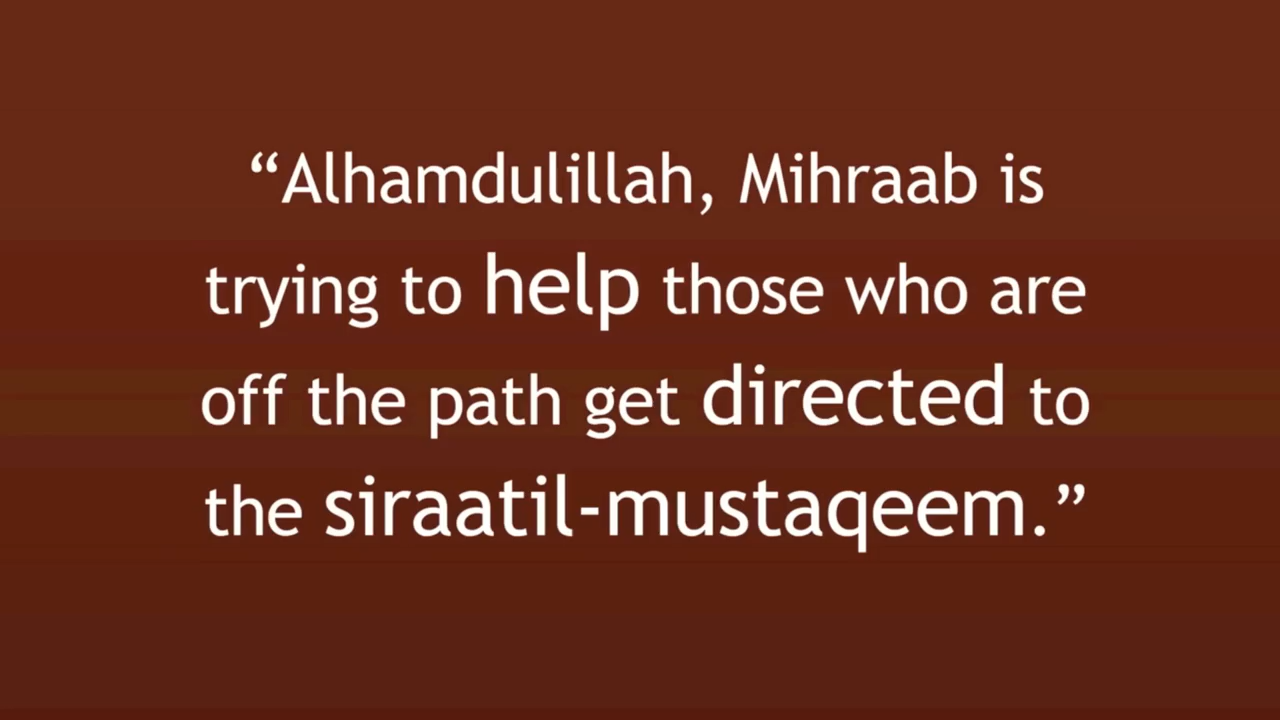 “Alhamdulillah, Mihraab is
trying to help those who are
off the path get directed to
the siraatil-mustaqeem.”